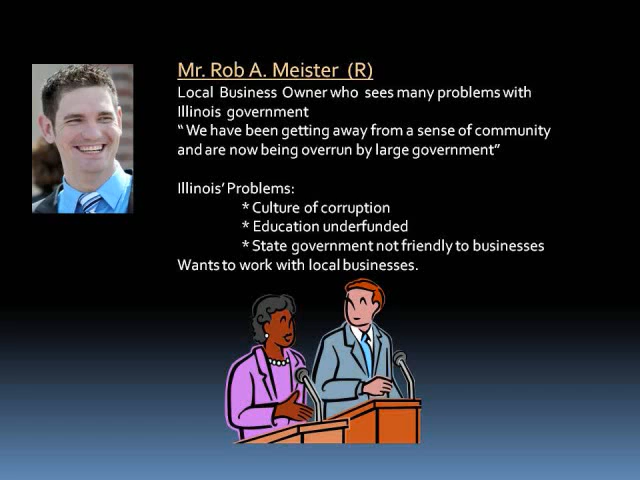 Mr. Rob A. Meister (R)
Local Business Owner who sees many problems with
Illinois government
“ We have been getting away from a sense of community
and are now being overrun by large government”
Illinois’ Problems:
* Culture of corruption
* Education underfunded
* State government not friendly to businesses
Wants to work with local businesses.